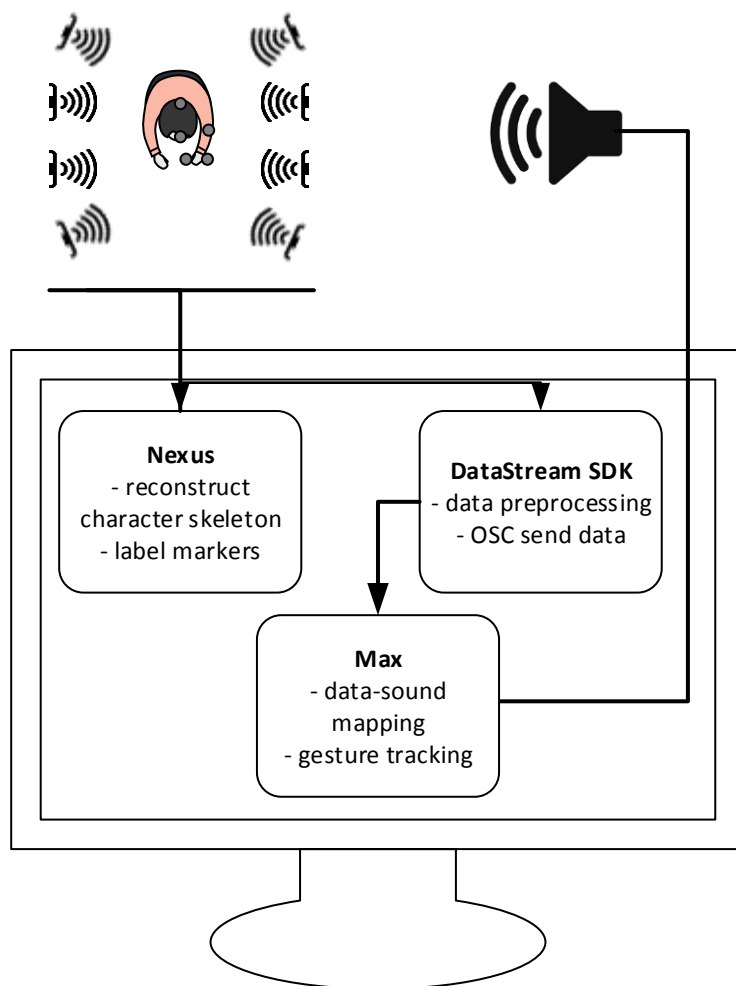 Nexus
- reconstruct
character skeleton
- label markers
DataStream SDK
- data preprocessing
- OSC send data
Max
- data-sound
mapping
- gesture tracking